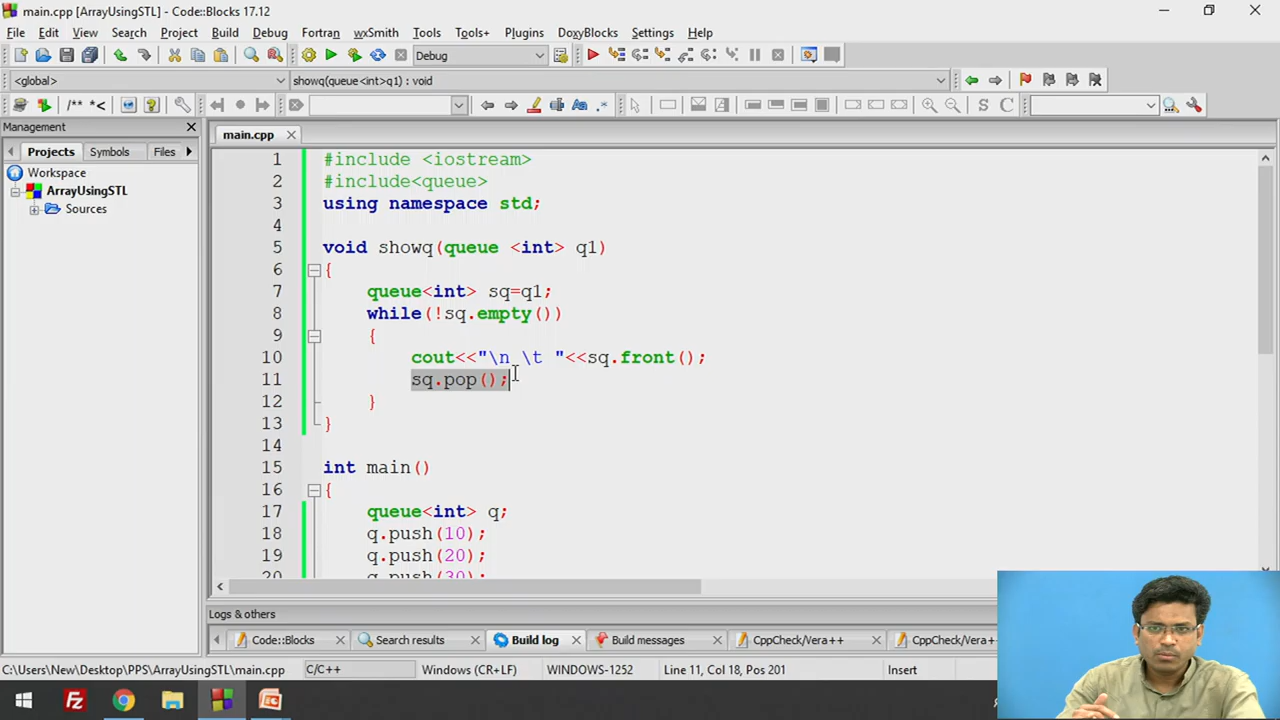 main.cpp [ArrayUsingSTL] - Code::Blocks 17.12
File Edit View Search Project Build Debug Fortran wxSmith Tools Tools+ Plugins DoxyBlocks Settings Help
Debug
<global> showq(queue<int>q1) : void
/** *< Aa .* S C
Management
Projects Symbols Files
main.cpp
Workspace
ArrayUsingSTL
Sources
1 #include <iostream>
2 #include<queue>
3 using namespace std;
4
5 void showq(queue <int> q1)
6 {
7 queue<int> sq=q1;
8 while(!sq.empty())
9 {
10 cout<<"\n \t "<<sq.front();
11 sq.pop();
12 }
13 }
14
15 int main()
16 {
17 queue<int> q;
18 q.push(10);
19 q.push(20);
20 q.push(30);
Logs & others
Code::Blocks Search results Build log Build messages CppCheck/Vera++ CppCheck/Vera++
C:\Users\New\Desktop\PPS\ArrayUsingSTL\main.cpp C/C++ Windows (CR+LF) WINDOWS-1252 Line 11, Col 18, Pos 201 Insert